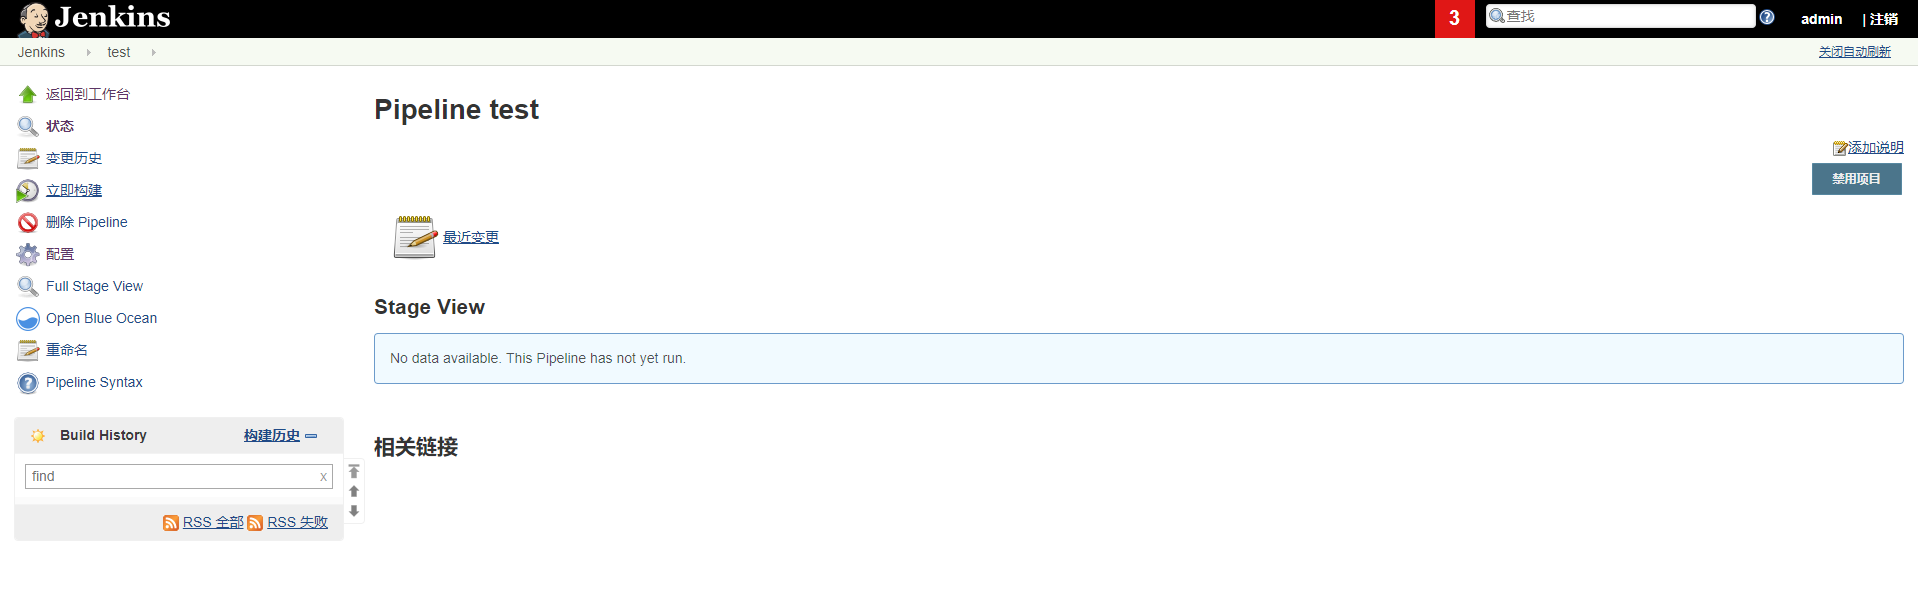 Jenkins
3
查找
?
admin
| 注销
Jenkins
test
关闭自动刷新
返回到工作台
状态
变更历史
立即构建
删除 Pipeline
配置
Full Stage View
Open Blue Ocean
重命名
? Pipeline Syntax
Build History
构建历史
find
x
RSS 全部
RSS 失败
Pipeline test
添加说明
禁用项目
最近变更
Stage View
No data available. This Pipeline has not yet run.
相关链接